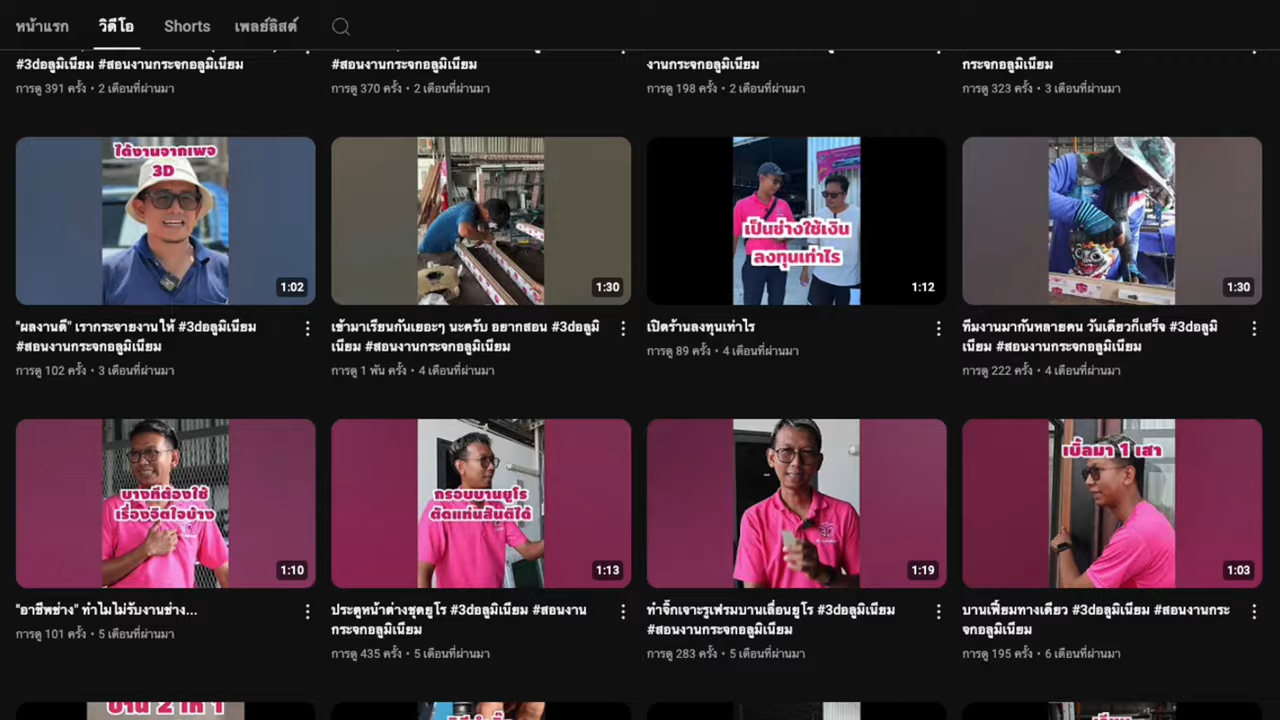 หน้าแรก
วิดีโอ
Shorts
เพลย์ลิสต์
#3dอลูมิเนียม #สอนงานกระจกอลูมิเนียม
การดู 391 ครั้ง • 2 เดือนที่ผ่านมา
#สอนงานกระจกอลูมิเนียม
การดู 370 ครั้ง • 2 เดือนที่ผ่านมา
งานกระจกอลูมิเนียม
การดู 198 ครั้ง • 2 เดือนที่ผ่านมา
กระจกอลูมิเนียม
การดู 323 ครั้ง • 3 เดือนที่ผ่านมา
ได้งานจากเพจ
3D
1:02
"ผลงานดี" เรากระจายงานให้ #3dอลูมิเนียม
#สอนงานกระจกอลูมิเนียม
การดู 102 ครั้ง • 3 เดือนที่ผ่านมา
1:30
เข้ามาเรียนกันเยอะๆ นะครับ อยากสอน #3dอลูมิ
เนียม #สอนงานกระจกอลูมิเนียม
การดู 1 พัน ครั้ง • 4 เดือนที่ผ่านมา
เป็นช่างใช้เงิน
ลงทุนเท่าไร
1:12
เปิดร้านลงทุนเท่าไร
การดู 89 ครั้ง • 4 เดือนที่ผ่านมา
1:30
ทีมงานมากันหลายคน วันเดียวก็เสร็จ #3dอลูมิ
เนียม #สอนงานกระจกอลูมิเนียม
การดู 222 ครั้ง • 4 เดือนที่ผ่านมา
บางทีต้องใช้
เรื่องจิตใจบ้าง
1:10
"อาชีพช่าง" ทำไมไม่รับงานช่าง...
การดู 101 ครั้ง • 5 เดือนที่ผ่านมา
กรอบบานยูโร
ตัดแท่นสันติได้
1:13
ประตูหน้าต่างชุดยูโร #3dอลูมิเนียม #สอนงาน
กระจกอลูมิเนียม
การดู 435 ครั้ง • 5 เดือนที่ผ่านมา
1:19
ทำจิ๊กเจาะรูเฟรมบานเลื่อนยูโร #3dอลูมิเนียม
#สอนงานกระจกอลูมิเนียม
การดู 283 ครั้ง • 5 เดือนที่ผ่านมา
เบิ้ลมา 1 เสา
1:03
บานเฟี้ยมทางเดียว #3dอลูมิเนียม #สอนงานกระ
จกอลูมิเนียม
การดู 195 ครั้ง • 6 เดือนที่ผ่านมา
บาน 2 ใน 1